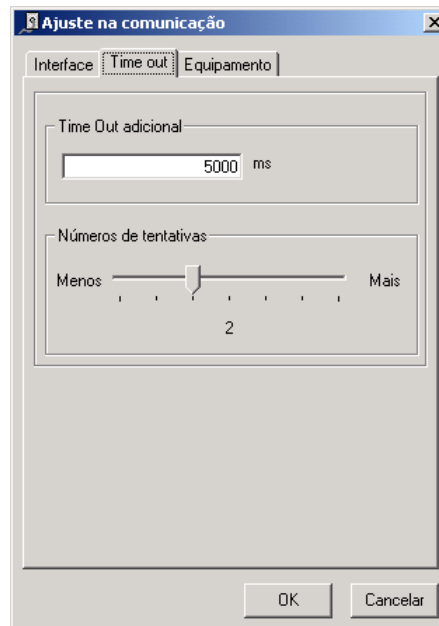 Ajuste na comunicação
Interface Time out Equipamento
Time Out adicional
5000 ms
Números de tentativas
Menos Mais
2
OK Cancelar